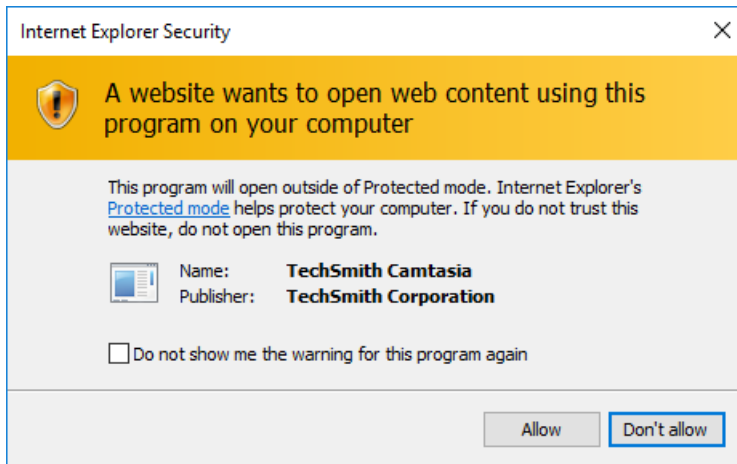 Internet Explorer Security
A website wants to open web content using this
program on your computer
This program will open outside of Protected mode. Internet Explorer's
Protected mode helps protect your computer. If you do not trust this
website, do not open this program.
Name: TechSmith Camtasia
Publisher: TechSmith Corporation
Do not show me the warning for this program again
Allow Don't allow